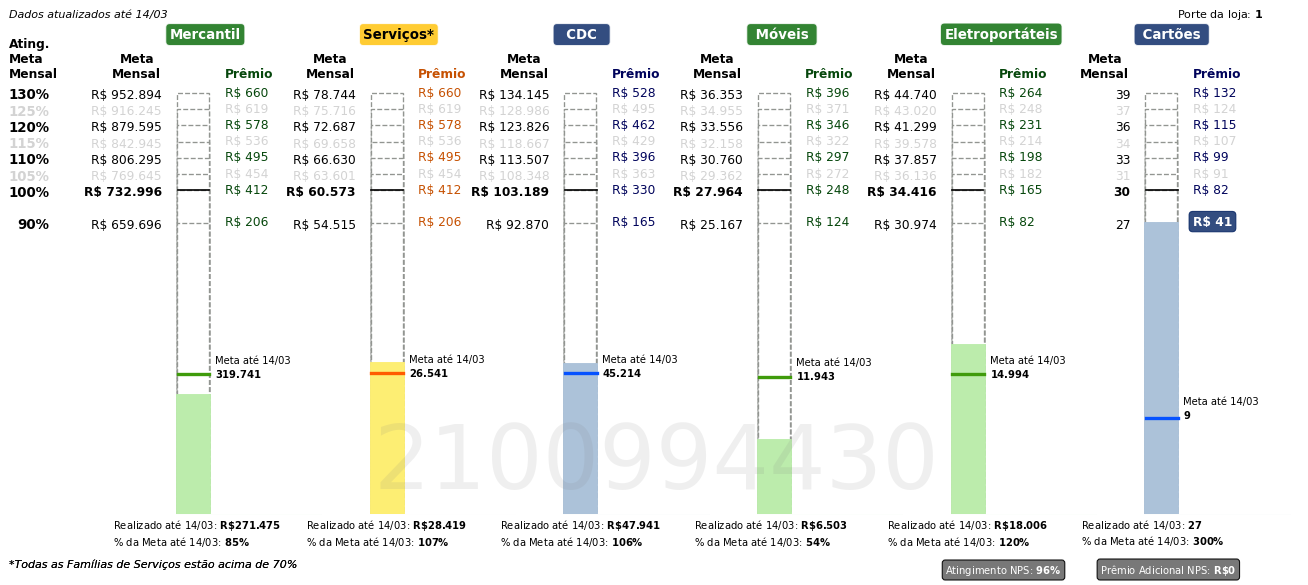 Dados atualizados até 14/03
Porte da loja: 1
Mercantil Serviços* CDC Móveis Eletroportáteis Cartões
Ating. Meta Mensal
Meta Mensal Prêmio Meta Mensal Prêmio Meta Mensal Prêmio Meta Mensal Prêmio Meta Mensal Prêmio Meta Mensal Prêmio
130% R$ 952.894 R$ 660 R$ 78.744 R$ 660 R$ 134.145 R$ 528 R$ 36.353 R$ 396 R$ 44.740 R$ 264 39 R$ 132
125% R$ 916.245 R$ 619 R$ 75.716 R$ 619 R$ 128.986 R$ 495 R$ 34.955 R$ 371 R$ 43.020 R$ 248 37 R$ 124
120% R$ 879.595 R$ 578 R$ 72.687 R$ 578 R$ 123.826 R$ 462 R$ 33.556 R$ 346 R$ 41.299 R$ 231 36 R$ 115
115% R$ 842.945 R$ 536 R$ 69.658 R$ 536 R$ 118.667 R$ 429 R$ 32.158 R$ 322 R$ 39.578 R$ 214 34 R$ 107
110% R$ 806.295 R$ 495 R$ 66.630 R$ 495 R$ 113.507 R$ 396 R$ 30.760 R$ 297 R$ 37.857 R$ 198 33 R$ 99
105% R$ 769.645 R$ 454 R$ 63.601 R$ 454 R$ 108.348 R$ 363 R$ 29.362 R$ 272 R$ 36.136 R$ 182 31 R$ 91
100% R$ 732.996 R$ 412 R$ 60.573 R$ 412 R$ 103.189 R$ 330 R$ 27.964 R$ 248 R$ 34.416 R$ 165 30 R$ 82
90% R$ 659.696 R$ 206 R$ 54.515 R$ 206 R$ 92.870 R$ 165 R$ 25.167 R$ 124 R$ 30.974 R$ 82 27 R$ 41
Meta até 14/03 Meta até 14/03 Meta até 14/03 Meta até 14/03 Meta até 14/03
319.741 26.541 45.214 11.943 14.994
Meta até 14/03
9
2100994430
Realizado até 14/03: R$271.475 Realizado até 14/03: R$28.419 Realizado até 14/03: R$47.941 Realizado até 14/03: R$6.503 Realizado até 14/03: R$18.006 Realizado até 14/03: 27
% da Meta até 14/03: 85% % da Meta até 14/03: 107% % da Meta até 14/03: 106% % da Meta até 14/03: 54% % da Meta até 14/03: 120% % da Meta até 14/03: 300%
*Todas as Famílias de Serviços estão acima de 70%
Atingimento NPS: 96% Prêmio Adicional NPS: R$0